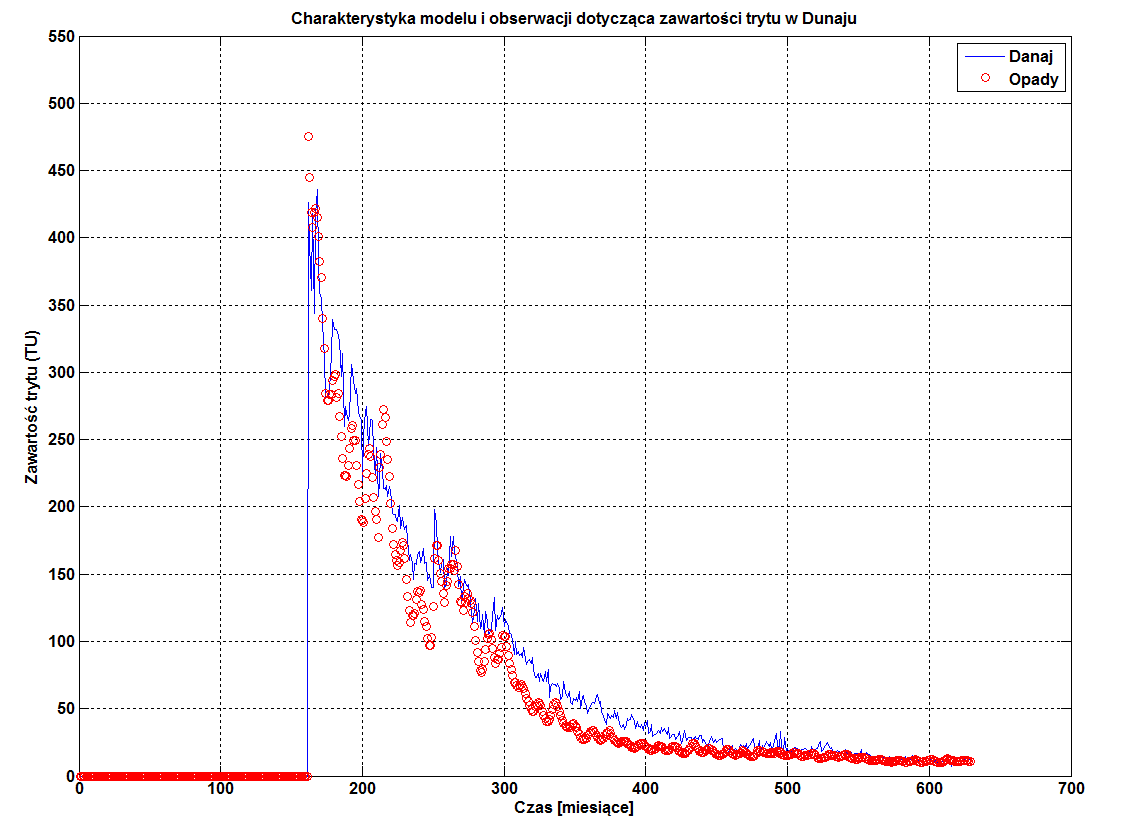 Charakterystyka modelu i obserwacji dotycząca zawartości trytu w Dunaju
550
500
450
400
350
300
250
200
150
100
50
0
Zawartość trytu (TU)
Danaj
Opady
0 100 200 300 400 500 600 700
Czas [miesiące]